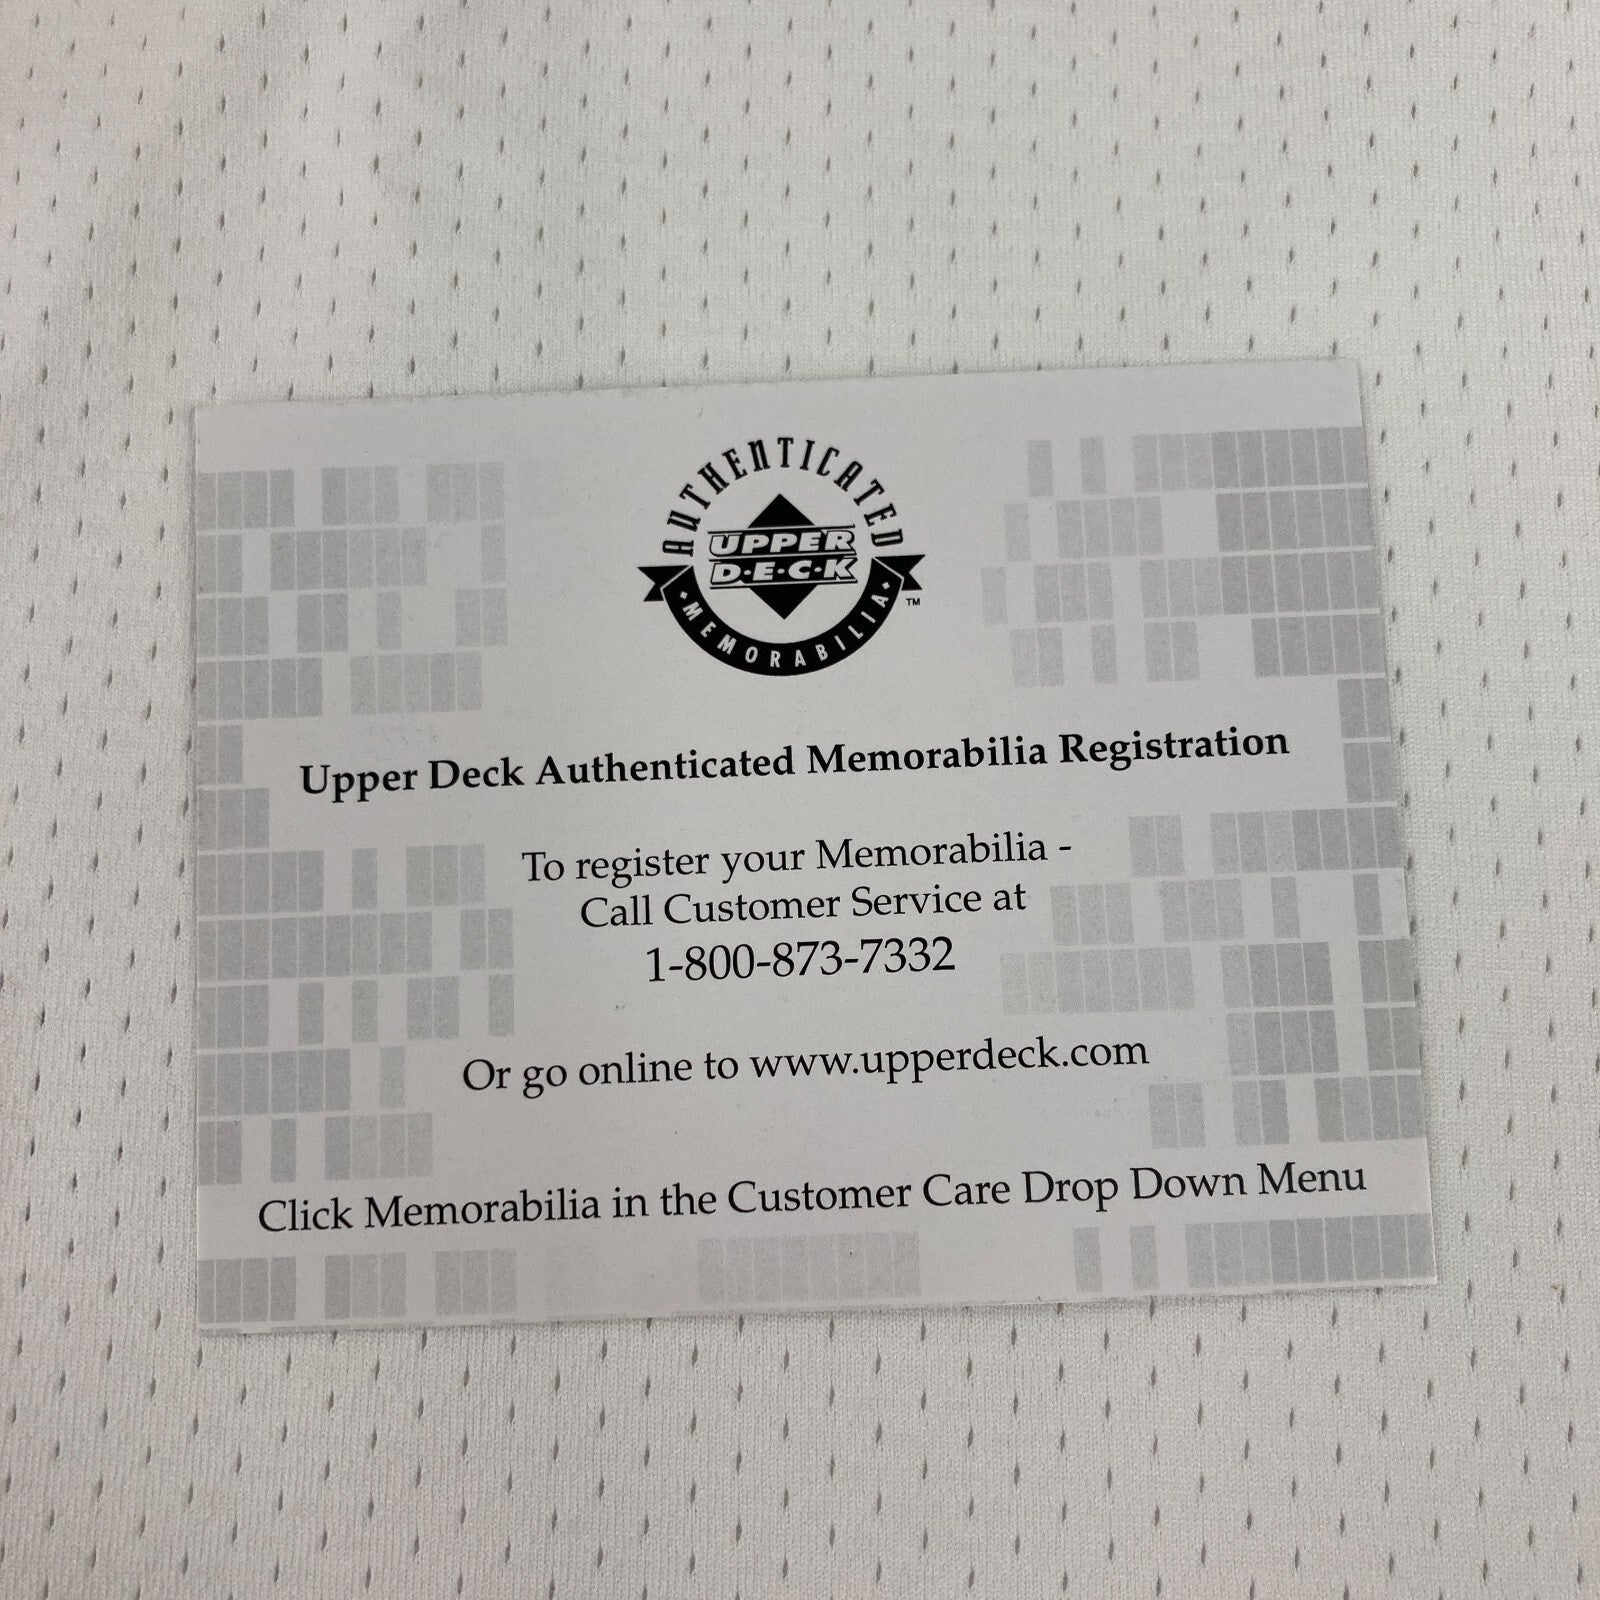 AUTHENTICATED
UPPER
D·E·C·K
MEMORABILIA
TM
Upper Deck Authenticated Memorabilia Registration
To register your Memorabilia -
Call Customer Service at
1-800-873-7332
Or go online to www.upperdeck.com
Click Memorabilia in the Customer Care Drop Down Menu